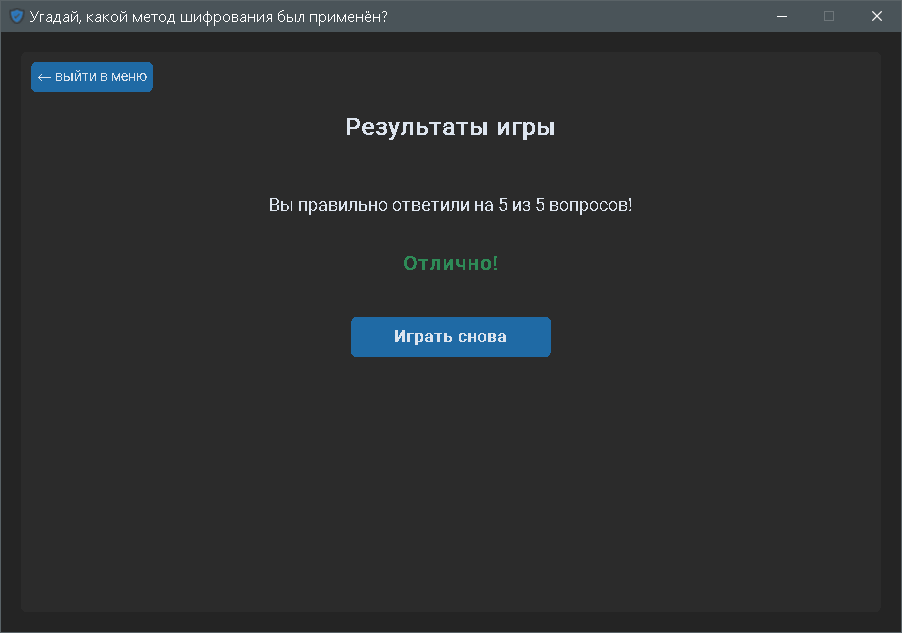 Угадай, какой метод шифрования был применён?
← выйти в меню
Результаты игры
Вы правильно ответили на 5 из 5 вопросов!
Отлично!
Играть снова